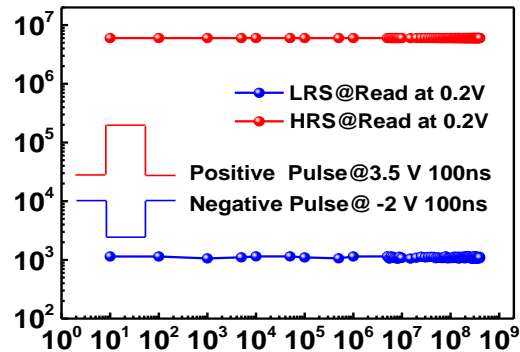 10⁷
10⁶
10⁵
10⁴
10³
10²
LRS@Read at 0.2V
HRS@Read at 0.2V
Positive Pulse@3.5 V 100ns
Negative Pulse@ -2 V 100ns
10⁰ 10¹ 10² 10³ 10⁴ 10⁵ 10⁶ 10⁷ 10⁸ 10⁹